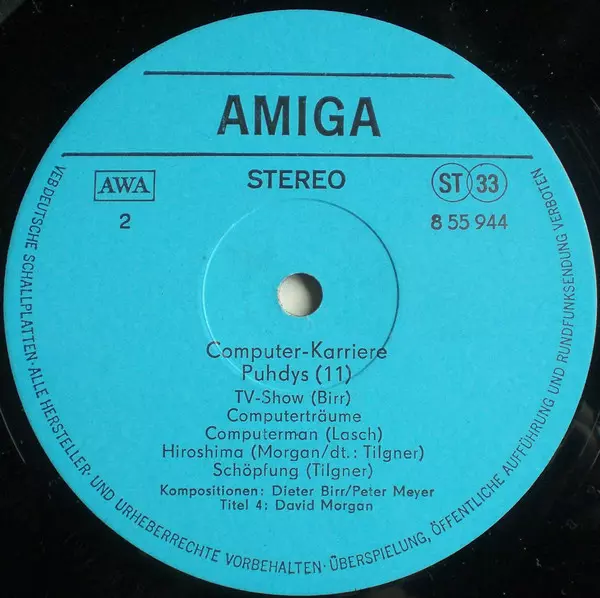 AMIGA
AWA
STEREO
ST 33
2
8 55 944
Computer-Karriere
Puhdys (11)
TV-Show (Birr)
Computerträume
Computerman (Lasch)
Hiroshima (Morgan/dt.: Tilgner)
Schöpfung (Tilgner)
Kompositionen: Dieter Birr/Peter Meyer
Titel 4: David Morgan
VEB DEUTSCHE SCHALLPLATTEN · ALLE HERSTELLER- UND URHEBERRECHTE VORBEHALTEN · ÜBERSPIELUNG, ÖFFENTLICHE AUFFÜHRUNG UND RUNDFUNKSENDUNG VERBOTEN